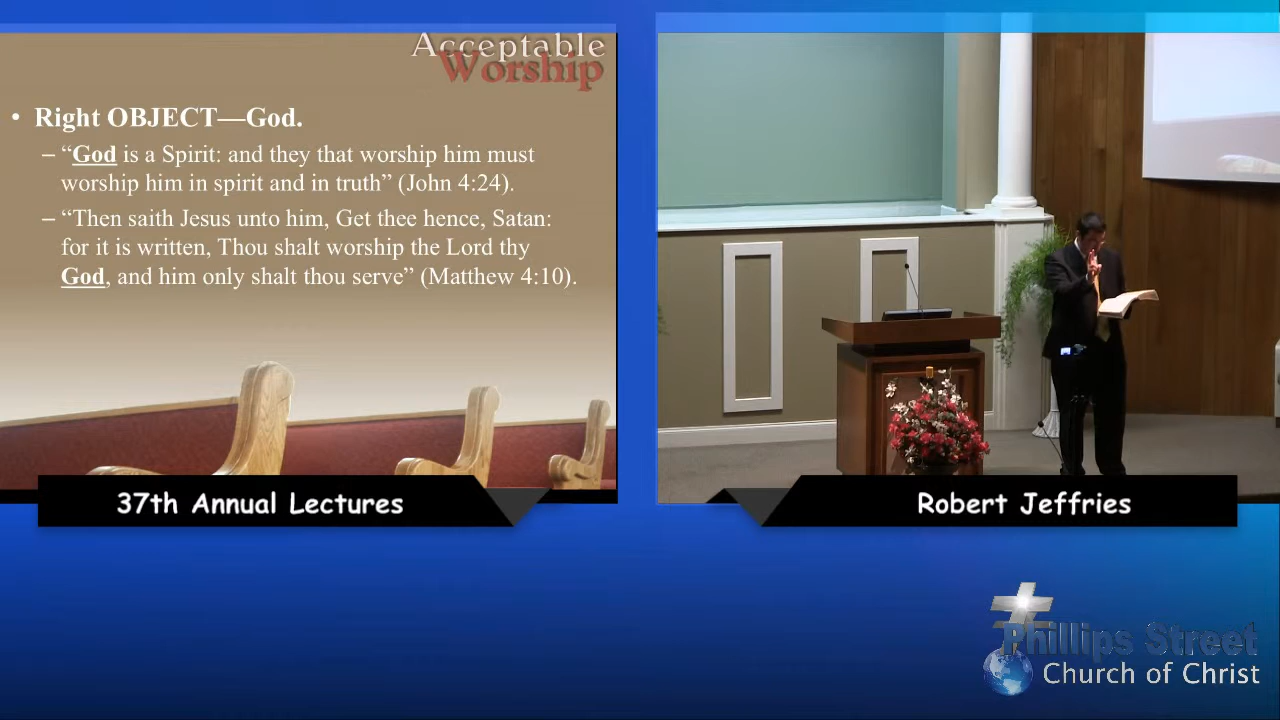 Acceptable
Worship
• Right OBJECT—God.
– “God is a Spirit: and they that worship him must
worship him in spirit and in truth” (John 4:24).
– “Then saith Jesus unto him, Get thee hence, Satan:
for it is written, Thou shalt worship the Lord thy
God, and him only shalt thou serve” (Matthew 4:10).
37th Annual Lectures
Robert Jeffries
Phillips Street
Church of Christ